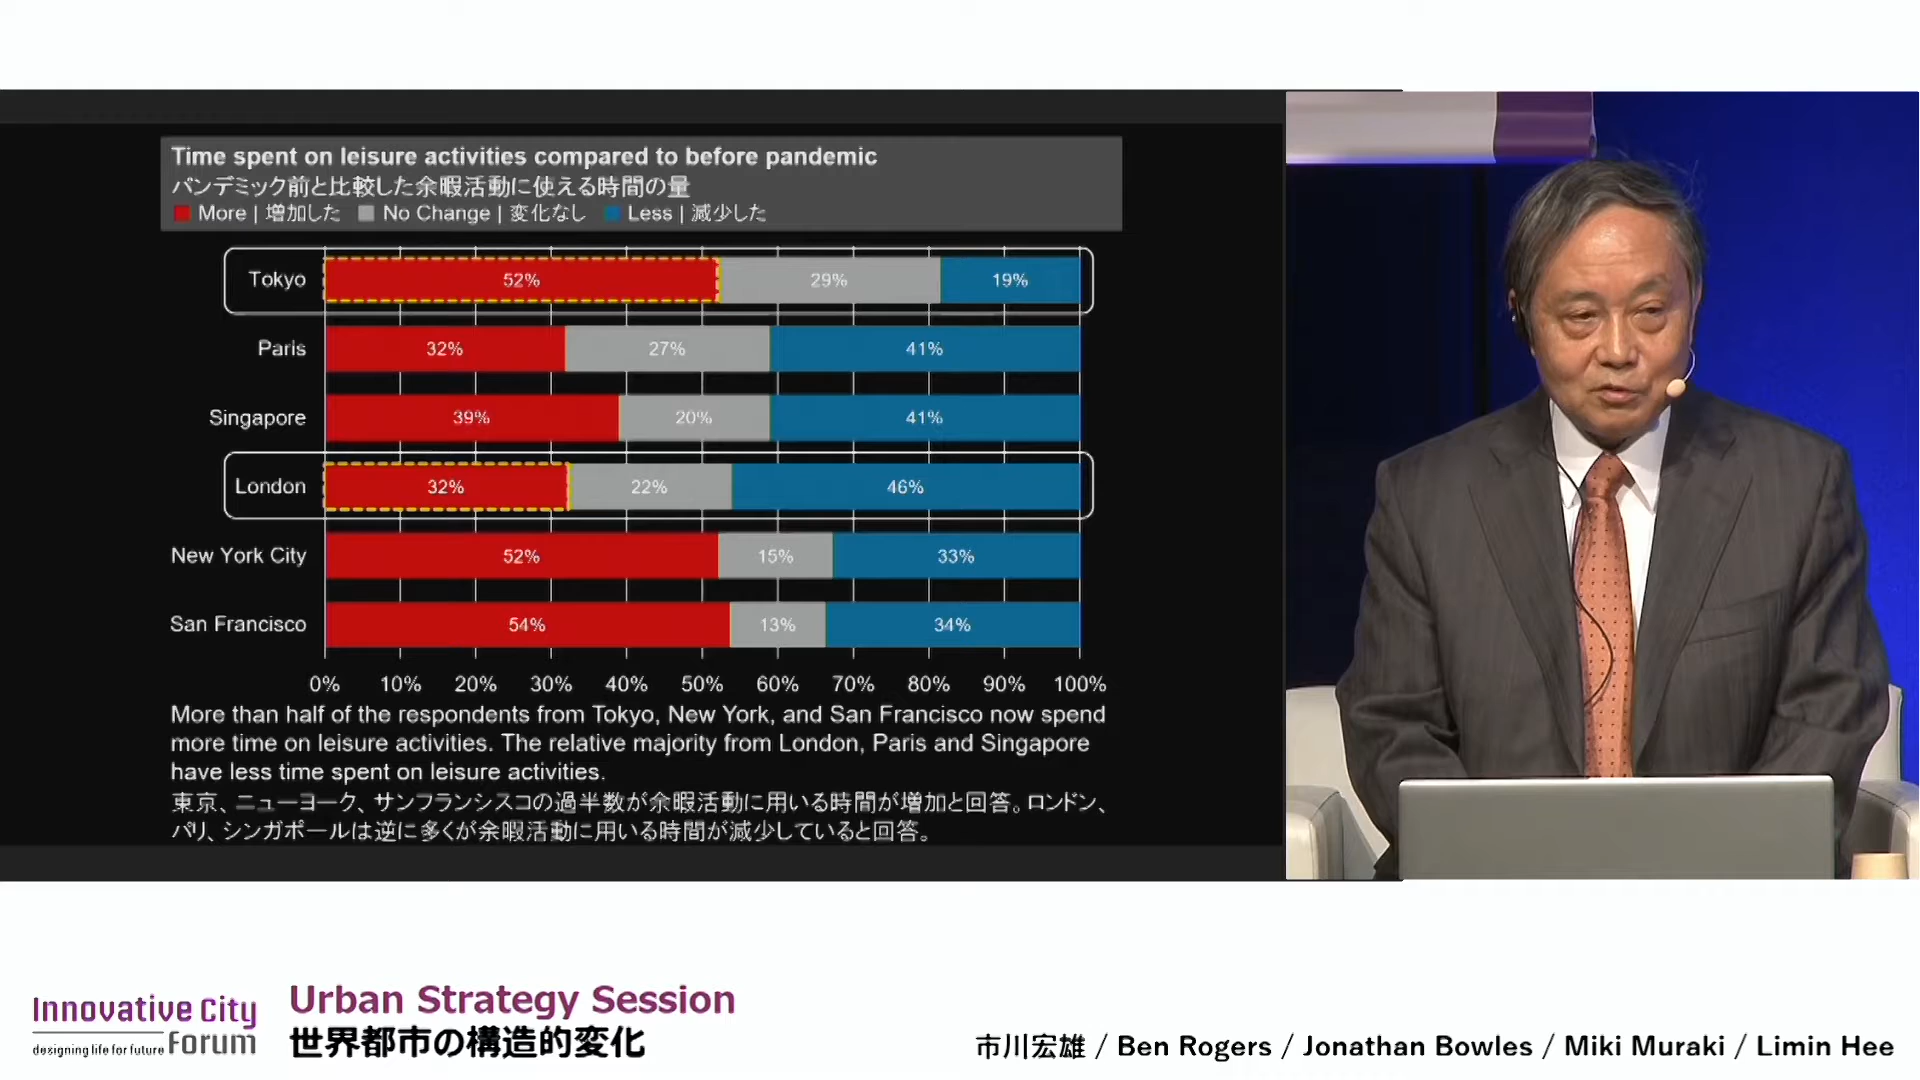 Time spent on leisure activities compared to before pandemic
パンデミック前と比較した余暇活動に使える時間の量
More | 増加した No Change | 変化なし Less | 減少した
Tokyo 52% 29% 19%
Paris 32% 27% 41%
Singapore 39% 20% 41%
London 32% 22% 46%
New York City 52% 15% 33%
San Francisco 54% 13% 34%
0% 10% 20% 30% 40% 50% 60% 70% 80% 90% 100%
More than half of the respondents from Tokyo, New York, and San Francisco now spend
more time on leisure activities. The relative majority from London, Paris and Singapore
have less time spent on leisure activities.
東京、ニューヨーク、サンフランシスコの過半数が余暇活動に用いる時間が増加と回答。ロンドン、
パリ、シンガポールは逆に多くが余暇活動に用いる時間が減少していると回答。
Innovative City
designing life for future Forum
Urban Strategy Session
世界都市の構造的変化
市川宏雄 / Ben Rogers / Jonathan Bowles / Miki Muraki / Limin Hee